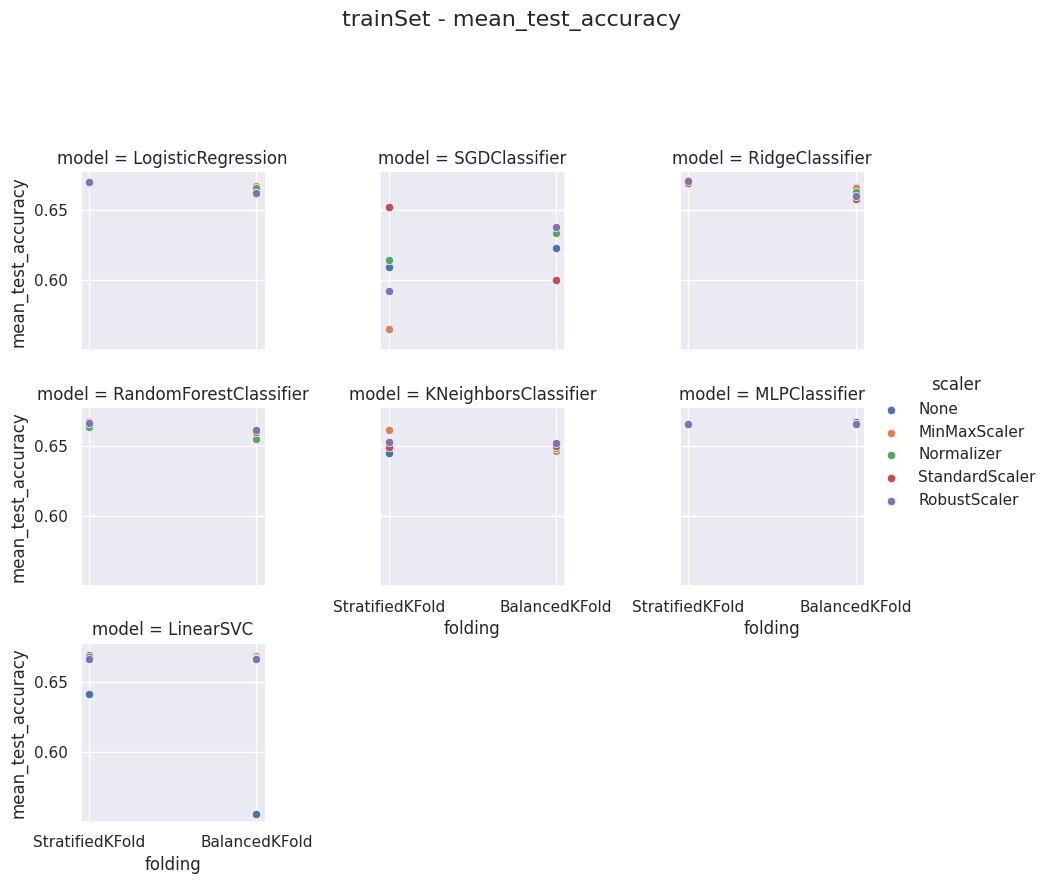 trainSet - mean_test_accuracy
model = LogisticRegression
model = SGDClassifier
model = RidgeClassifier
mean_test_accuracy
0.65
0.60
model = RandomForestClassifier
model = KNeighborsClassifier
model = MLPClassifier
mean_test_accuracy
0.65
0.60
StratifiedKFold
BalancedKFold
folding
StratifiedKFold
BalancedKFold
folding
scaler
None
MinMaxScaler
Normalizer
StandardScaler
RobustScaler
model = LinearSVC
mean_test_accuracy
0.65
0.60
StratifiedKFold
BalancedKFold
folding